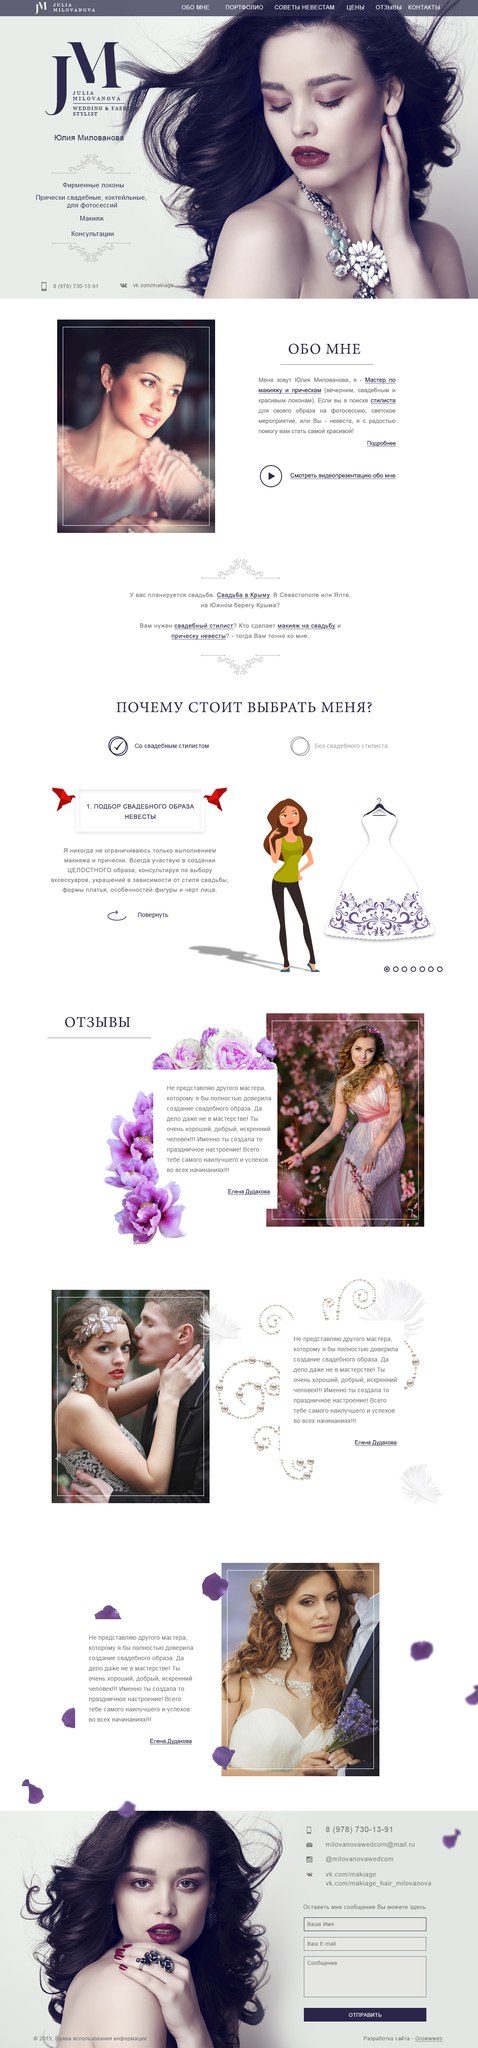 JM JULIA
MILOVANOVA
ОБО МНЕ ПОРТФОЛИО СОВЕТЫ НЕВЕСТАМ ЦЕНЫ ОТЗЫВЫ КОНТАКТЫ
JM
JULIA
MILOVANOVA
WEDDING & FASHION
STYLIST
Юлия Милованова
Фирменные локоны
Прически свадебные, коктейльные,
для фотосессий
Макияж
Консультации
8 (978) 730-13-91 vk.com/makiage
ОБО МНЕ
Меня зовут Юлия Милованова, я - Мастер по
макияжу и прическам (вечерним, свадебным и
красивым локонам). Если вы в поиске стилиста
для своего образа на фотосессию, светское
мероприятие, или Вы - невеста, я с радостью
помогу вам стать самой красивой!
Подробнее
Смотреть видеопрезентацию обо мне
У вас планируется свадьба. Свадьба в Крыму. В Севастополе или Ялте,
на Южном берегу Крыма?
Вам нужен свадебный стилист? Кто сделает макияж на свадьбу и
прическу невесты? - тогда Вам точно ко мне.
ПОЧЕМУ СТОИТ ВЫБРАТЬ МЕНЯ?
Со свадебным стилистом
Без свадебного стилиста
1. ПОДБОР СВАДЕБНОГО ОБРАЗА
НЕВЕСТЫ
Я никогда не ограничиваюсь только выполнением
макияжа и прически. Всегда участвую в создании
ЦЕЛОСТНОГО образа, консультируя по выбору
аксессуаров, украшений в зависимости от стиля свадьбы,
формы платья, особенностей фигуры и черт лица.
Повернуть
ОТЗЫВЫ
Не представляю другого мастера,
которому я бы полностью доверила
создание свадебного образа. Да
дело даже не в мастерстве! Ты
очень хороший, добрый, искренний
человек!!! Именно ты создала то
праздничное настроение! Всего
тебе самого наилучшего и успехов
во всех начинаниях!!!
Елена Дудакова
Не представляю другого мастера,
которому я бы полностью доверила
создание свадебного образа. Да
дело даже не в мастерстве! Ты
очень хороший, добрый, искренний
человек!!! Именно ты создала то
праздничное настроение! Всего
тебе самого наилучшего и успехов
во всех начинаниях!!!
Елена Дудакова
Не представляю другого мастера,
которому я бы полностью доверила
создание свадебного образа. Да
дело даже не в мастерстве! Ты
очень хороший, добрый, искренний
человек!!! Именно ты создала то
праздничное настроение! Всего
тебе самого наилучшего и успехов
во всех начинаниях!!!
Елена Дудакова
8 (978) 730-13-91
milovanovawedcom@mail.ru
@milovanovawedcom
vk.com/makiage
vk.com/makiage_hair_milovanova
Оставить мне сообщение Вы можете здесь:
Ваше Имя
Ваш E-mail
Сообщение
ОТПРАВИТЬ
© 2015, Права использования информации
Разработка сайта - Growweb